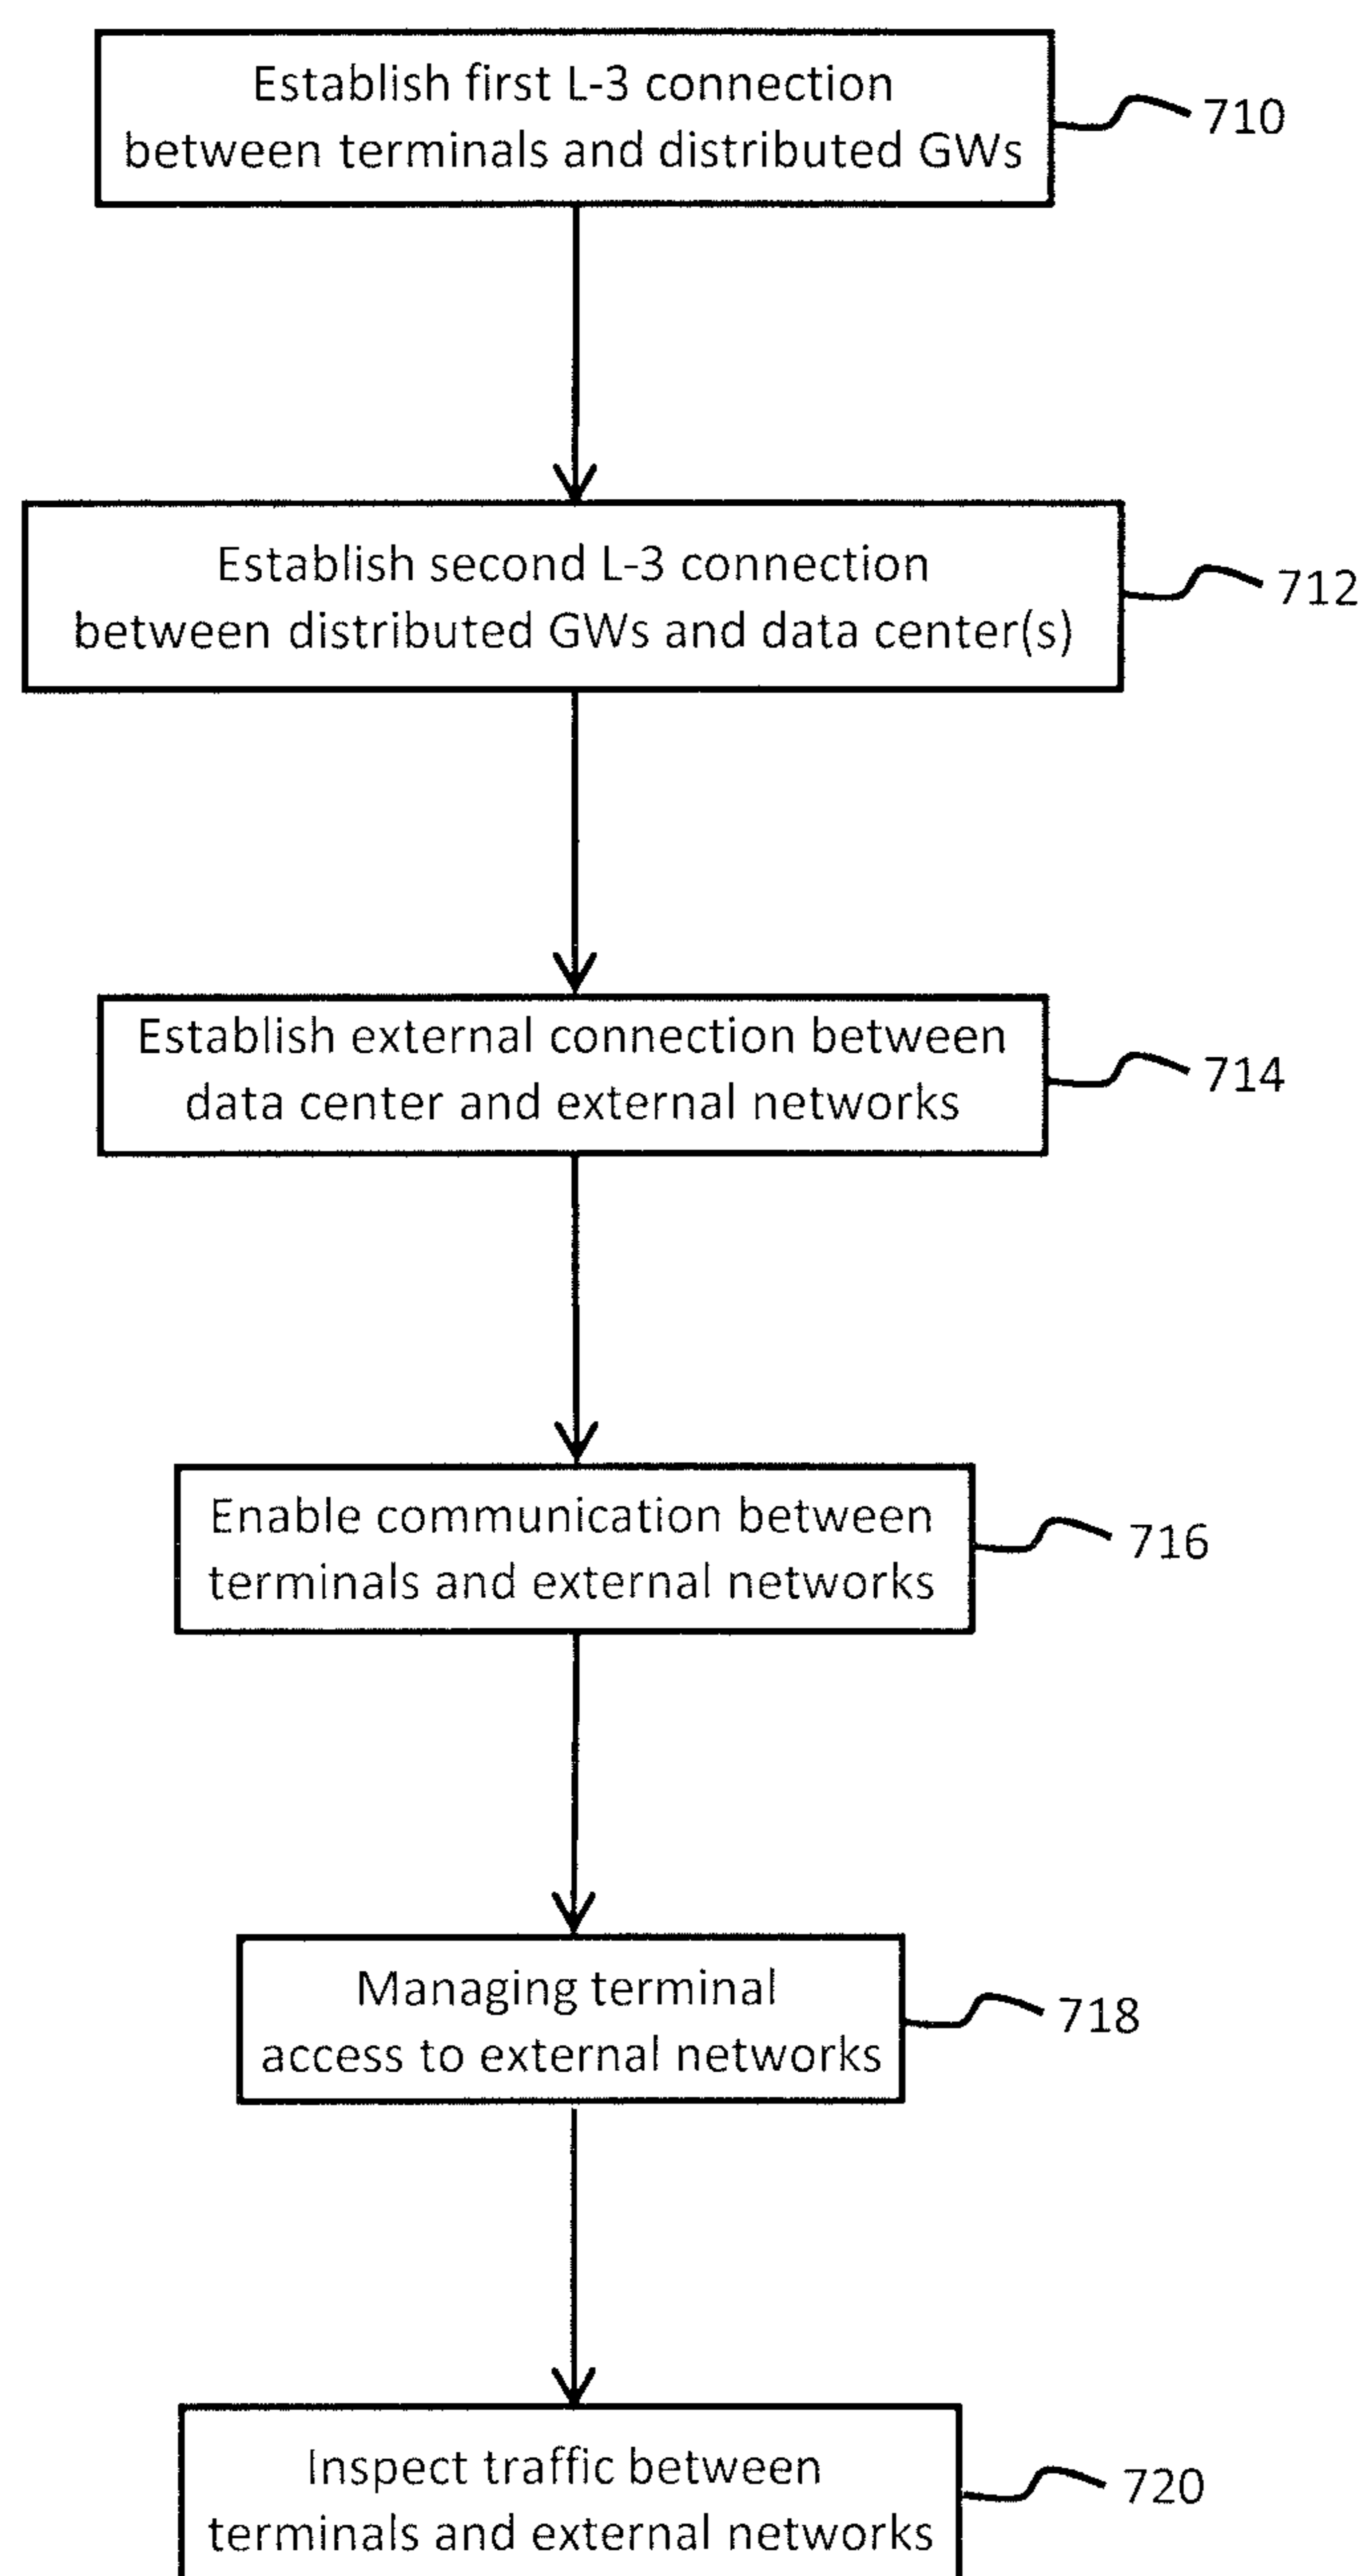 Establish first L-3 connection
between terminals and distributed GWs
710
Establish second L-3 connection
between distributed GWs and data center(s)
712
Establish external connection between
data center and external networks
714
Enable communication between
terminals and external networks
716
Managing terminal
access to external networks
718
Inspect traffic between
terminals and external networks
720